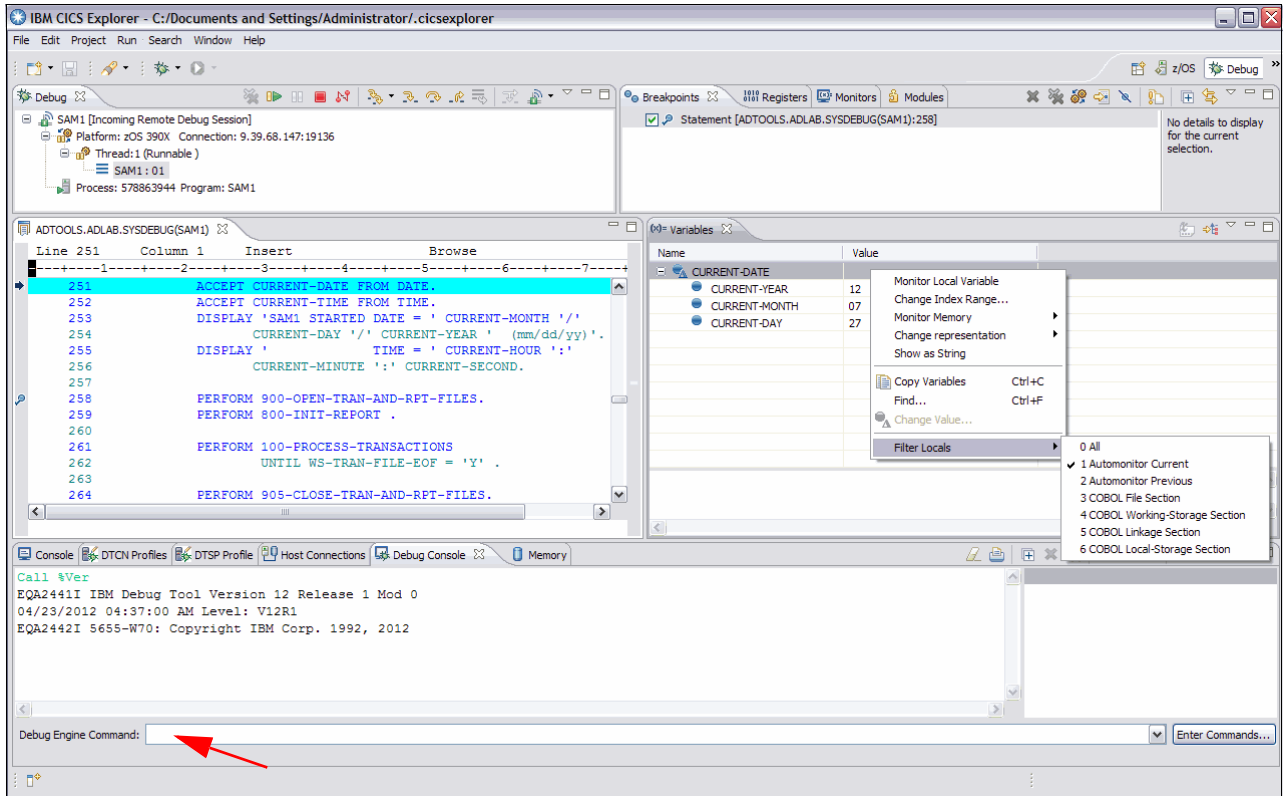 IBM CICS Explorer - C:/Documents and Settings/Administrator/.cicsexplorer
File Edit Project Run Search Window Help
z/OS Debug »
Debug
SAM1 [Incoming Remote Debug Session]
Platform: zOS 390X Connection: 9.39.68.147:19136
Thread:1 (Runnable )
SAM1 : 01
Process: 578863944 Program: SAM1
Breakpoints Registers Monitors Modules
Statement [ADTOOLS.ADLAB.SYSDEBUG(SAM1):258]
No details to display
for the current
selection.
ADTOOLS.ADLAB.SYSDEBUG(SAM1)
Line 251 Column 1 Insert Browse
----+----1----+----2----+----3----+----4----+----5----+----6----+----7----+
251 ACCEPT CURRENT-DATE FROM DATE.
252 ACCEPT CURRENT-TIME FROM TIME.
253 DISPLAY 'SAM1 STARTED DATE = ' CURRENT-MONTH '/'
254 CURRENT-DAY '/' CURRENT-YEAR ' (mm/dd/yy)'.
255 DISPLAY ' TIME = ' CURRENT-HOUR ':'
256 CURRENT-MINUTE ':' CURRENT-SECOND.
257
258 PERFORM 900-OPEN-TRAN-AND-RPT-FILES.
259 PERFORM 800-INIT-REPORT .
260
261 PERFORM 100-PROCESS-TRANSACTIONS
262 UNTIL WS-TRAN-FILE-EOF = 'Y' .
263
264 PERFORM 905-CLOSE-TRAN-AND-RPT-FILES.
(x)= Variables
Name Value
CURRENT-DATE
CURRENT-YEAR 12
CURRENT-MONTH 07
CURRENT-DAY 27
Monitor Local Variable
Change Index Range...
Monitor Memory
Change representation
Show as String
Copy Variables Ctrl+C
Find... Ctrl+F
Change Value...
Filter Locals
0 All
1 Automonitor Current
2 Automonitor Previous
3 COBOL File Section
4 COBOL Working-Storage Section
5 COBOL Linkage Section
6 COBOL Local-Storage Section
Console DTCN Profiles DTSP Profile Host Connections Debug Console Memory
Call %Ver
EQA2441I IBM Debug Tool Version 12 Release 1 Mod 0
04/23/2012 04:37:00 AM Level: V12R1
EQA2442I 5655-W70: Copyright IBM Corp. 1992, 2012
Debug Engine Command: Enter Commands...